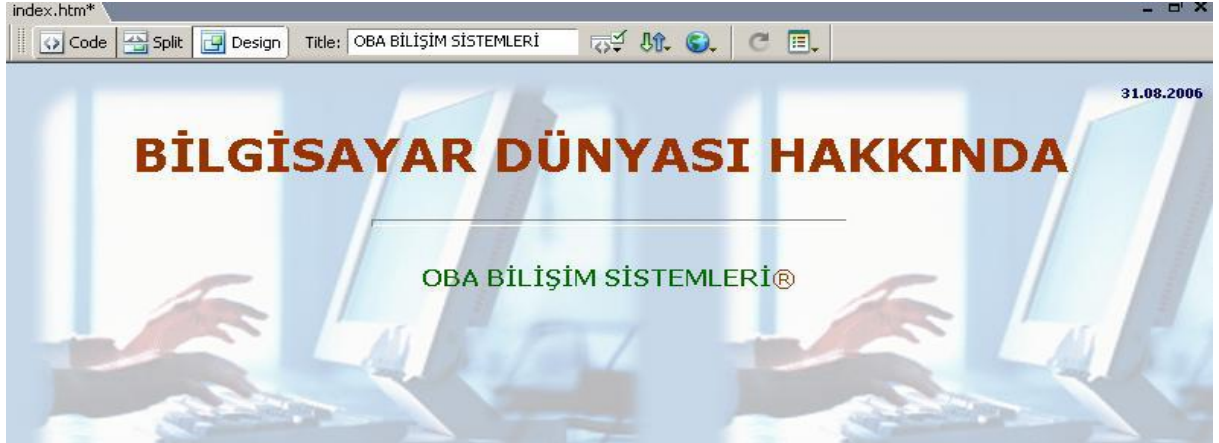 index.htm*
Code Split Design Title: OBA BİLİŞİM SİSTEMLERİ
31.08.2006
BİLGİSAYAR DÜNYASI HAKKINDA
OBA BİLİŞİM SİSTEMLERİ®